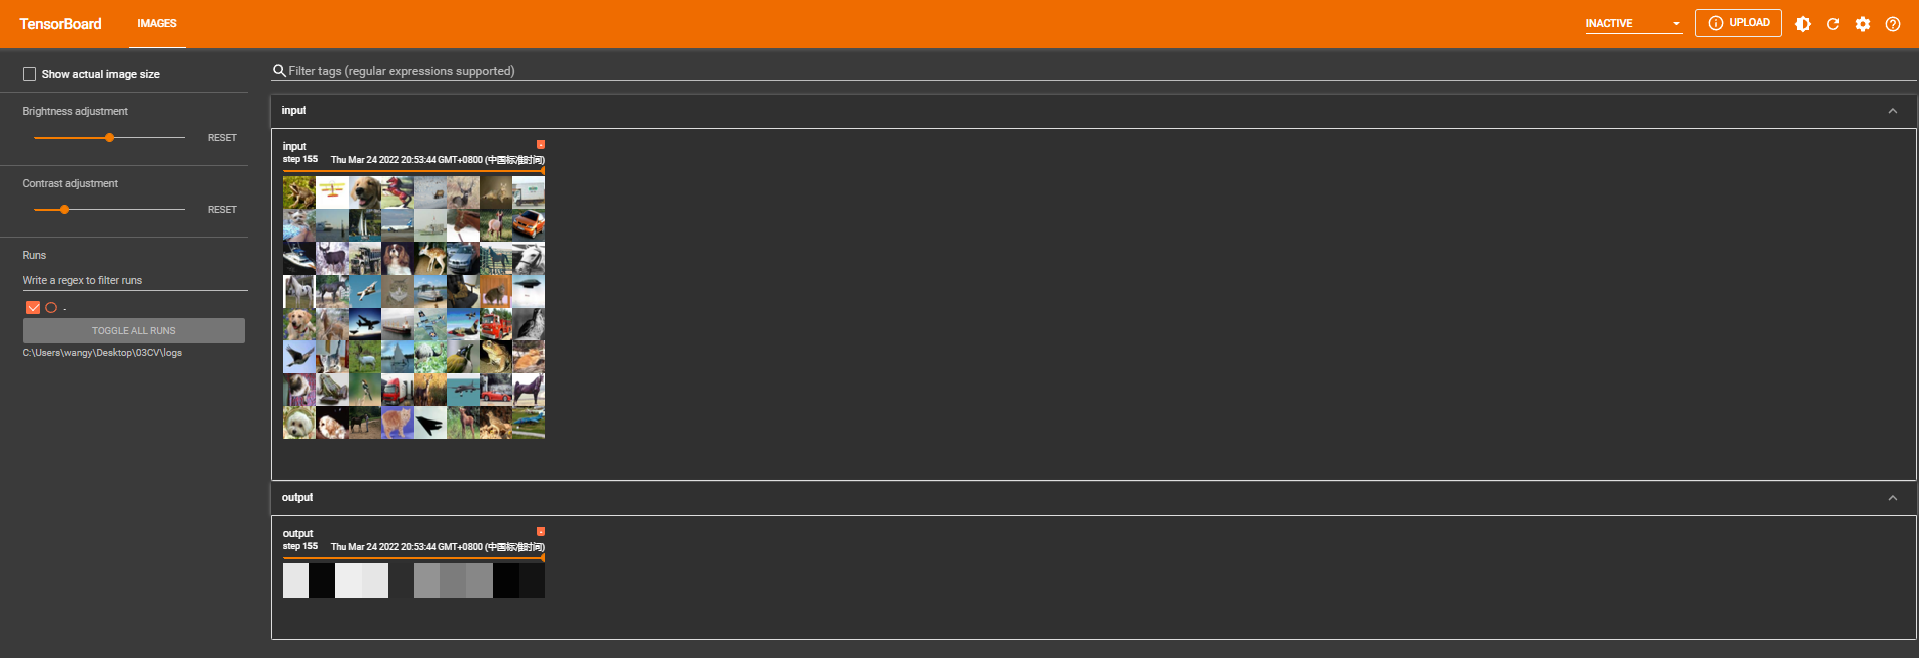 TensorBoard
IMAGES
INACTIVE
UPLOAD
Show actual image size
Brightness adjustment
RESET
Contrast adjustment
RESET
Runs
Write a regex to filter runs
.
TOGGLE ALL RUNS
C:\Users\wangy\Desktop\03CV\logs
Filter tags (regular expressions supported)
input
input
step 155 Thu Mar 24 2022 20:53:44 GMT+0800 (中国标准时间)
output
output
step 155 Thu Mar 24 2022 20:53:44 GMT+0800 (中国标准时间)